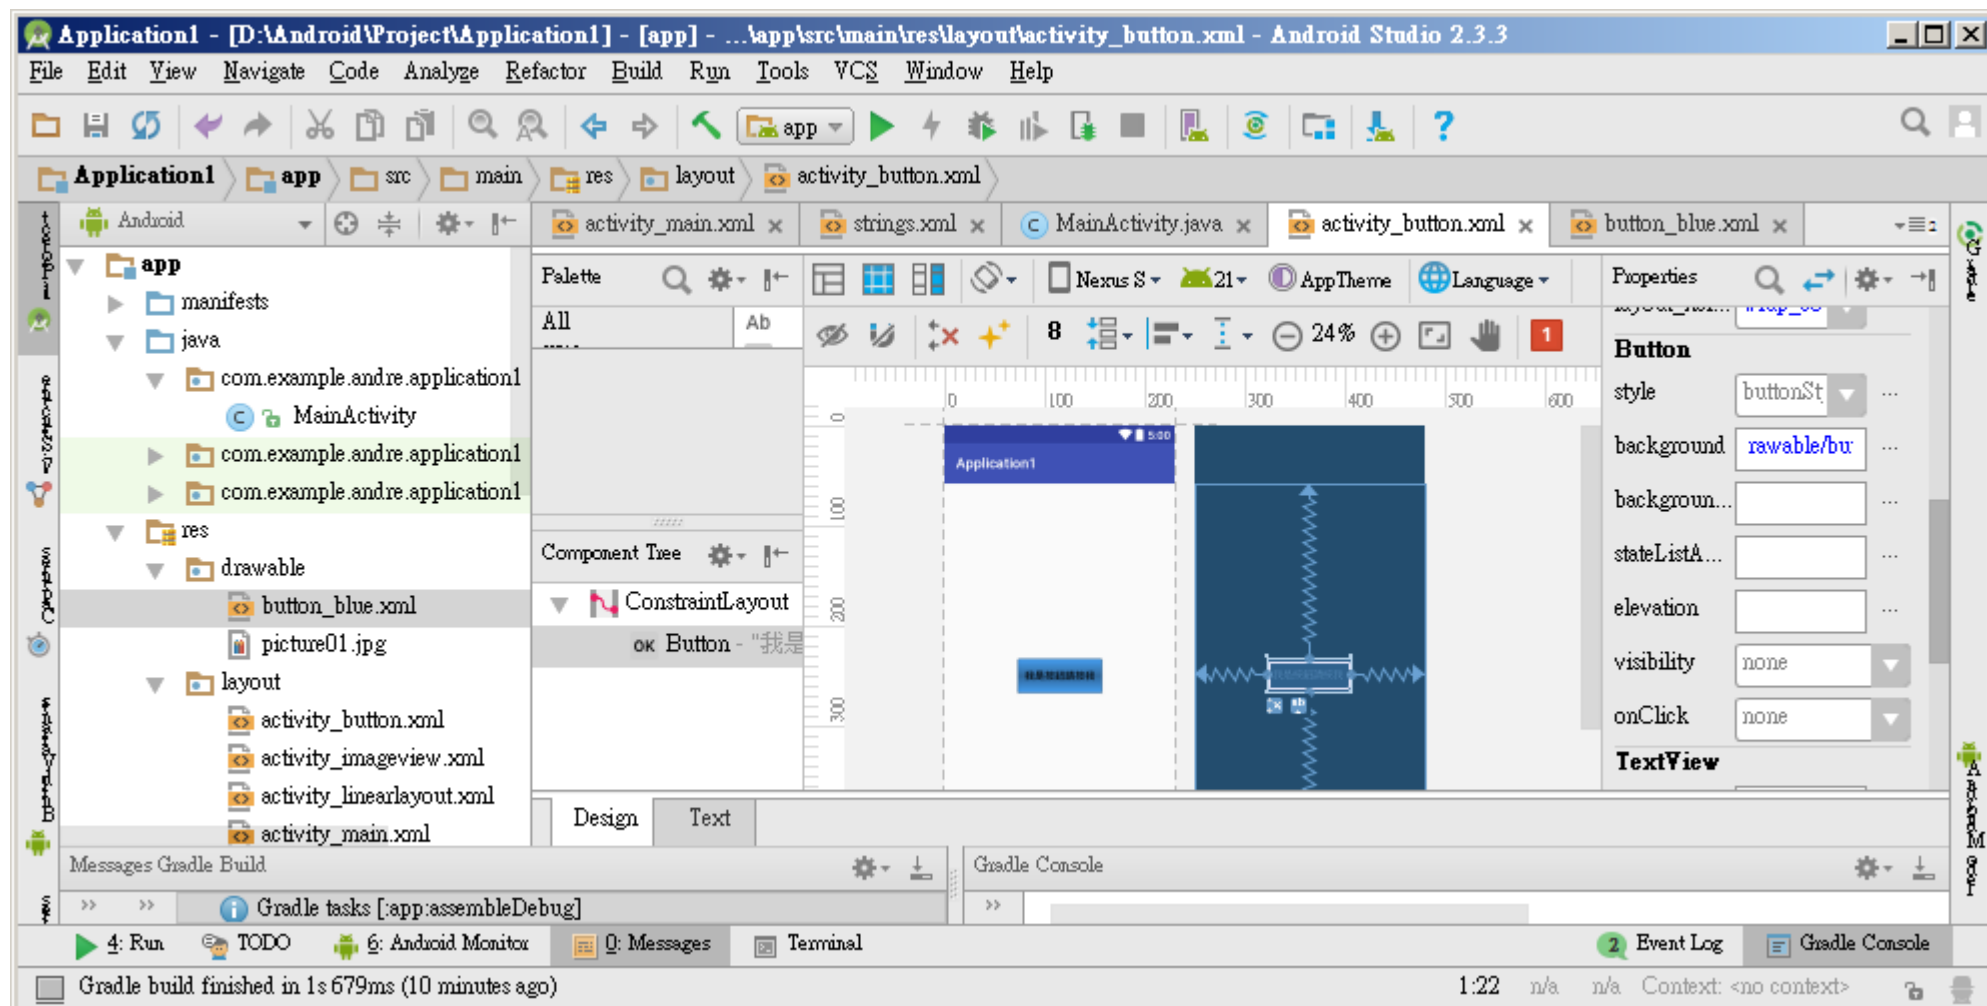 Application1 - [D:\Android\Project\Application1] - [app] - ...\app\src\main\res\layout\activity_button.xml - Android Studio 2.3.3
File Edit View Navigate Code Analyze Refactor Build Run Tools VCS Window Help
app
Application1 app src main res layout activity_button.xml
Android
activity_main.xml strings.xml MainActivity.java activity_button.xml button_blue.xml
app
manifests
java
com.example.andre.application1
MainActivity
com.example.andre.application1
com.example.andre.application1
res
drawable
button_blue.xml
picture01.jpg
layout
activity_button.xml
activity_imageview.xml
activity_linearlayout.xml
activity_main.xml
Palette
All
Ab
Component Tree
ConstraintLayout
OK Button - "我是
Nexus S 21 AppTheme Language
8 24% 1
0 100 200 300 400 500 600
0
100
200
300
5:00
Application1
Design Text
Properties
Button
style buttonSt ...
background rawable/but ...
backgroun... ...
stateListA... ...
elevation ...
visibility none
onClick none
TextView
Messages Gradle Build
Gradle Console
Gradle tasks [:app:assembleDebug]
4: Run TODO 6: Android Monitor 0: Messages Terminal 2 Event Log Gradle Console
Gradle build finished in 1s 679ms (10 minutes ago) 1:22 n/a n/a Context: <no context>